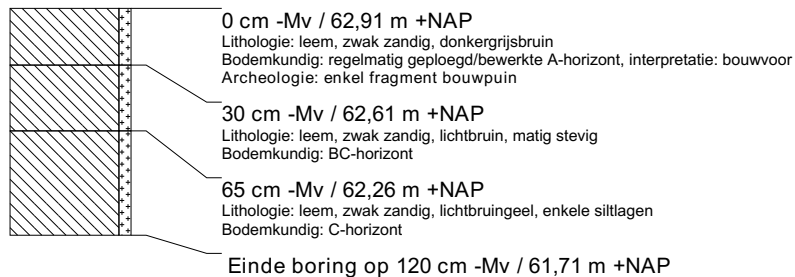 0 cm -Mv / 62,91 m +NAP
Lithologie: leem, zwak zandig, donkergrijsbruin
Bodemkundig: regelmatig geploegd/bewerkte A-horizont, interpretatie: bouwvoor
Archeologie: enkel fragment bouwpuin
30 cm -Mv / 62,61 m +NAP
Lithologie: leem, zwak zandig, lichtbruin, matig stevig
Bodemkundig: BC-horizont
65 cm -Mv / 62,26 m +NAP
Lithologie: leem, zwak zandig, lichtbruingeel, enkele siltlagen
Bodemkundig: C-horizont
Einde boring op 120 cm -Mv / 61,71 m +NAP